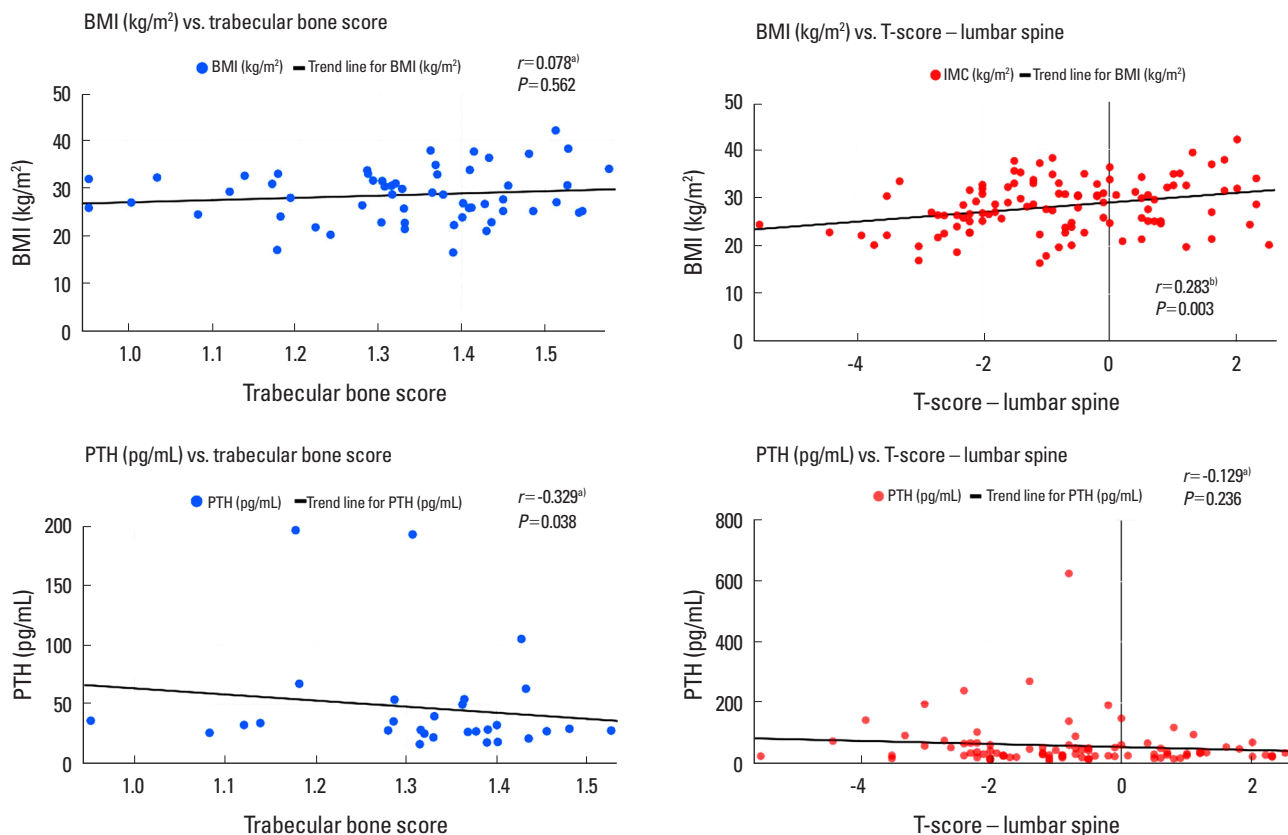 BMI (kg/m²) vs. trabecular bone score
BMI (kg/m²) Trend line for BMI (kg/m²)
r=0.078a)
P=0.562
50
40
30
20
10
0
BMI (kg/m²)
1.0 1.1 1.2 1.3 1.4 1.5
Trabecular bone score
BMI (kg/m²) vs. T-score – lumbar spine
IMC (kg/m²) Trend line for BMI (kg/m²)
50
40
30
20
10
0
BMI (kg/m²)
r=0.283b)
P=0.003
-4 -2 0 2
T-score – lumbar spine
PTH (pg/mL) vs. trabecular bone score
PTH (pg/mL) Trend line for PTH (pg/mL)
r=-0.329a)
P=0.038
200
150
100
50
0
PTH (pg/mL)
1.0 1.1 1.2 1.3 1.4 1.5
Trabecular bone score
PTH (pg/mL) vs. T-score – lumbar spine
r=-0.129a)
P=0.236
PTH (pg/mL) Trend line for PTH (pg/mL)
800
600
400
200
0
PTH (pg/mL)
-4 -2 0 2
T-score – lumbar spine